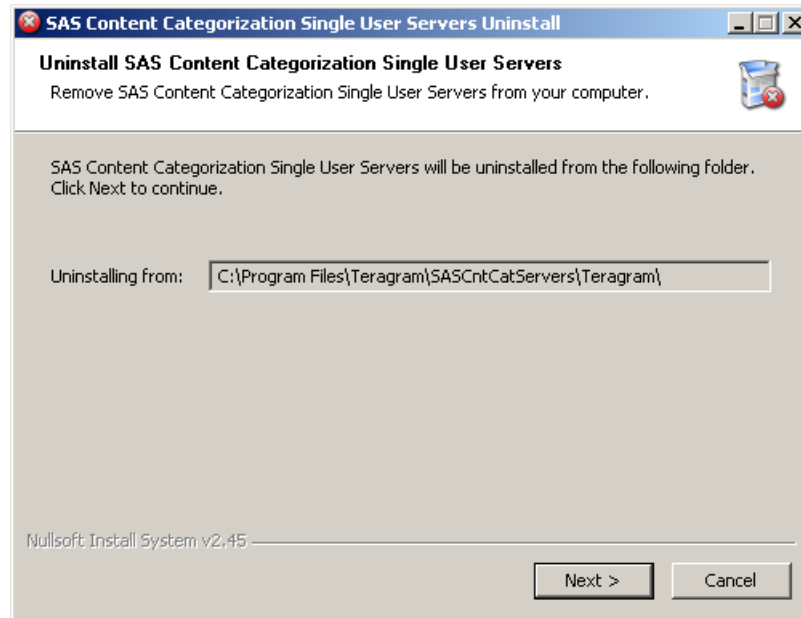 SAS Content Categorization Single User Servers Uninstall
Uninstall SAS Content Categorization Single User Servers
Remove SAS Content Categorization Single User Servers from your computer.
SAS Content Categorization Single User Servers will be uninstalled from the following folder.
Click Next to continue.
Uninstalling from: C:\Program Files\Teragram\SASCntCatServers\Teragram\
Nullsoft Install System v2.45
Next > Cancel